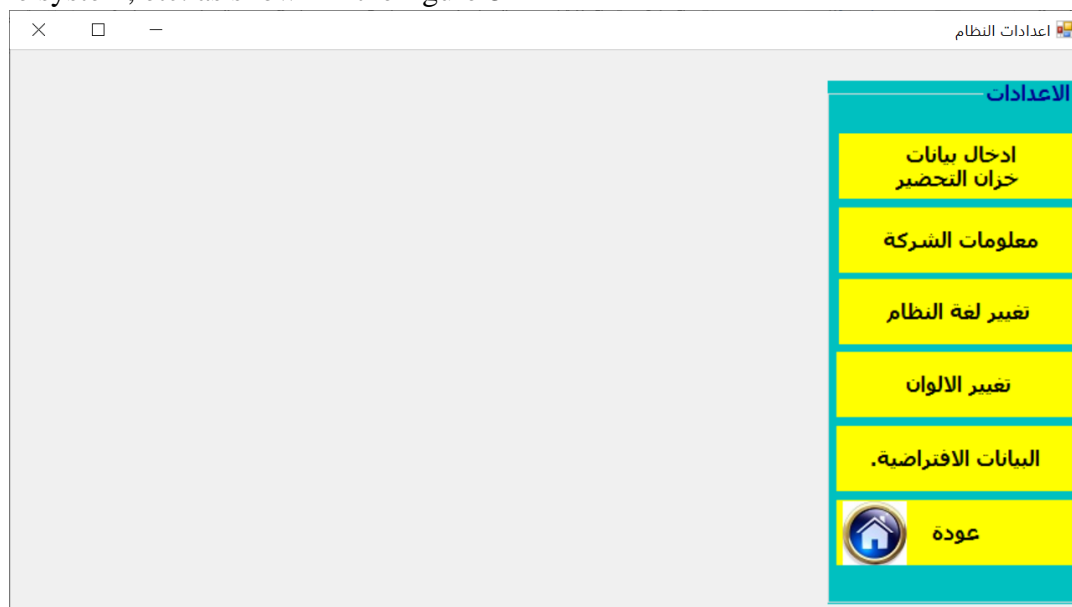 اعدادات النظام
الاعدادات
ادخال بيانات
خزان التحضير
معلومات الشركة
تغيير لغة النظام
تغيير الالوان
البيانات الافتراضية.
عودة